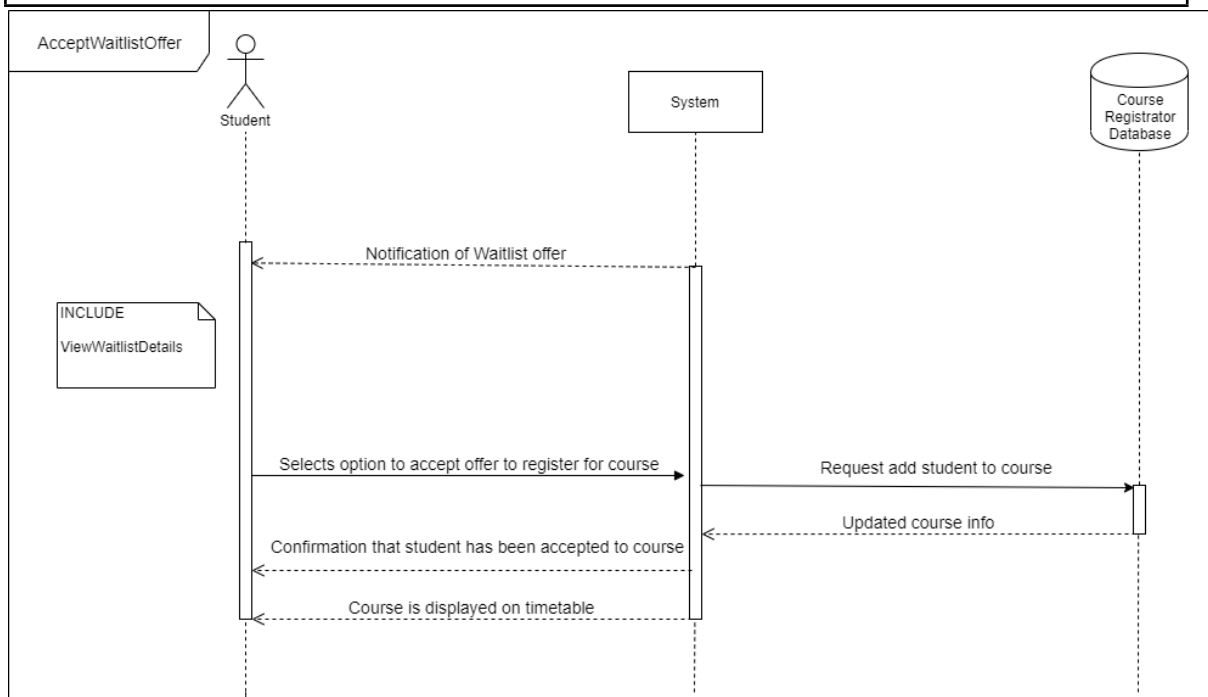 AcceptWaitlistOffer
Student
System
Course
Registrator
Database
Notification of Waitlist offer
INCLUDE
ViewWaitlistDetails
Selects option to accept offer to register for course
Request add student to course
Updated course info
Confirmation that student has been accepted to course
Course is displayed on timetable